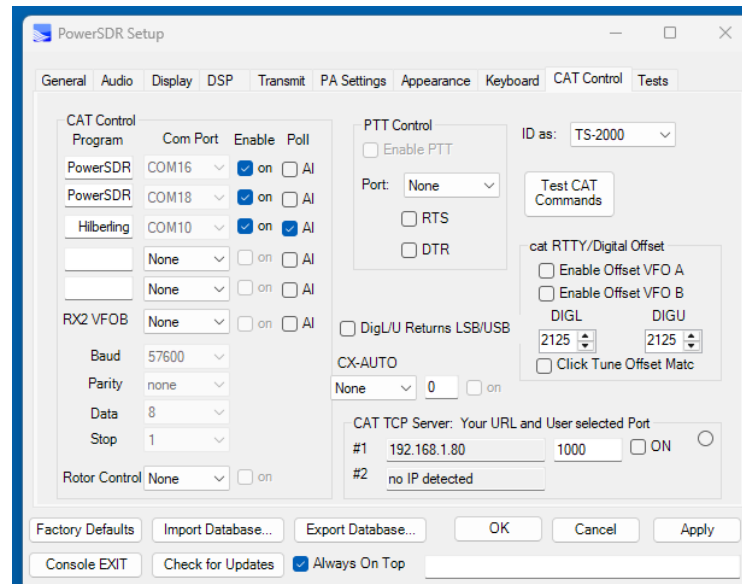 PowerSDR Setup
General Audio Display DSP Transmit PA Settings Appearance Keyboard CAT Control Tests
CAT Control
Program Com Port Enable Poll
PowerSDR COM16 on AI
PowerSDR COM18 on AI
Hilberling COM10 on AI
None on AI
None on AI
RX2 VFOB None on AI
Baud 57600
Parity none
Data 8
Stop 1
Rotor Control None on
PTT Control
Enable PTT
Port: None
RTS
DTR
ID as: TS-2000
Test CAT
Commands
cat RTTY/Digital Offset
Enable Offset VFO A
Enable Offset VFO B
DIGL DIGU
2125 2125
Click Tune Offset Matc
DigL/U Returns LSB/USB
CX-AUTO
None 0 on
CAT TCP Server: Your URL and User selected Port
#1 192.168.1.80 1000 ON
#2 no IP detected
Factory Defaults Import Database... Export Database... OK Cancel Apply
Console EXIT Check for Updates Always On Top